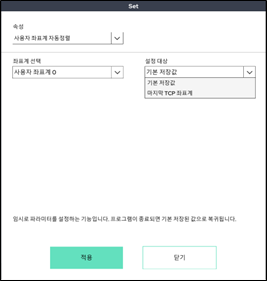 Set
속성
사용자 좌표계 자동정렬
좌표계 선택
설정 대상
사용자 좌표계 0
기본 저장값
기본 저장값
마지막 TCP 좌표계
임시로 파라미터를 설정하는 기능입니다. 프로그램이 종료되면 기본 저장된 값으로 복귀됩니다.
적용
닫기